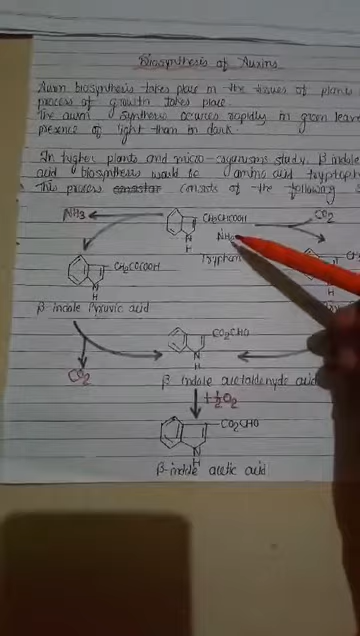 Biosynthesis of Auxins
Auxin biosynthesis takes place in the tissues of plants
process of growth takes place.
The auxin synthesis occures rapidly in green leave
presence of light than in dark.
In higher plants and micro-organisms study, β indole
acid biosynthesis would be amino acid tryptoph
This process consists of the following s
NH3
CH2CHCOOH
NH2
CO2
N
H
Tryphan
CH2COCOOH
N
H
β indole Pyruvic acid
CO2CHO
N
H
CO2
β indole acetaldehyde acid
+½O2
CO2CHO
N
H
β-indole acetic acid